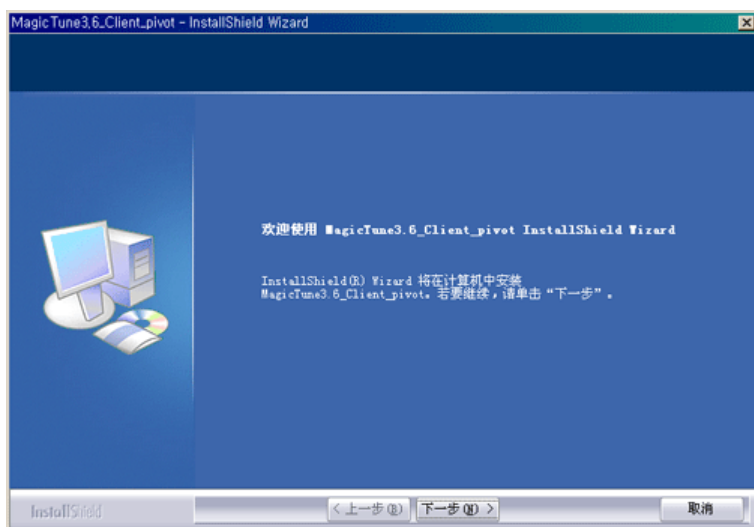 MagicTune3,6_Client_pivot - InstallShield Wizard
欢迎使用 MagicTune3.6_Client_pivot InstallShield Wizard
InstallShield(R) Wizard 将在计算机中安装
MagicTune3.6_Client_pivot。若要继续，请单击“下一步”。
InstallShield
< 上一步(B) 下一步(N) > 取消